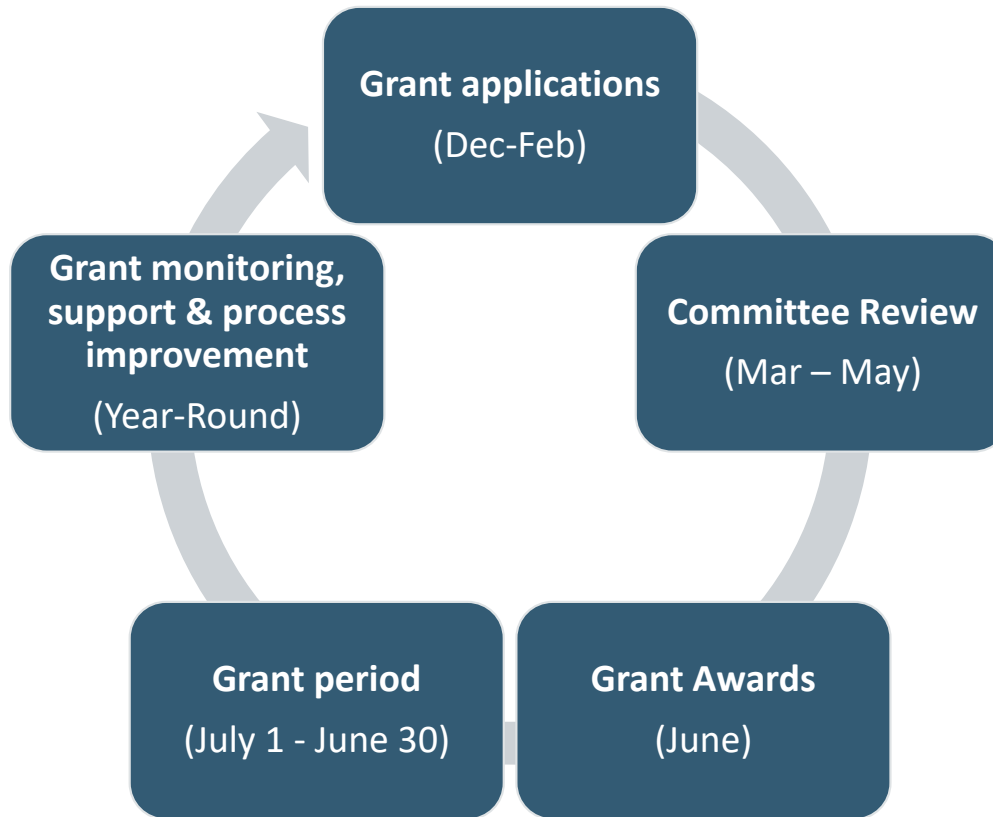 Grant applications
(Dec-Feb)
Committee Review
(Mar – May)
Grant Awards
(June)
Grant period
(July 1 - June 30)
Grant monitoring,
support & process
improvement
(Year-Round)